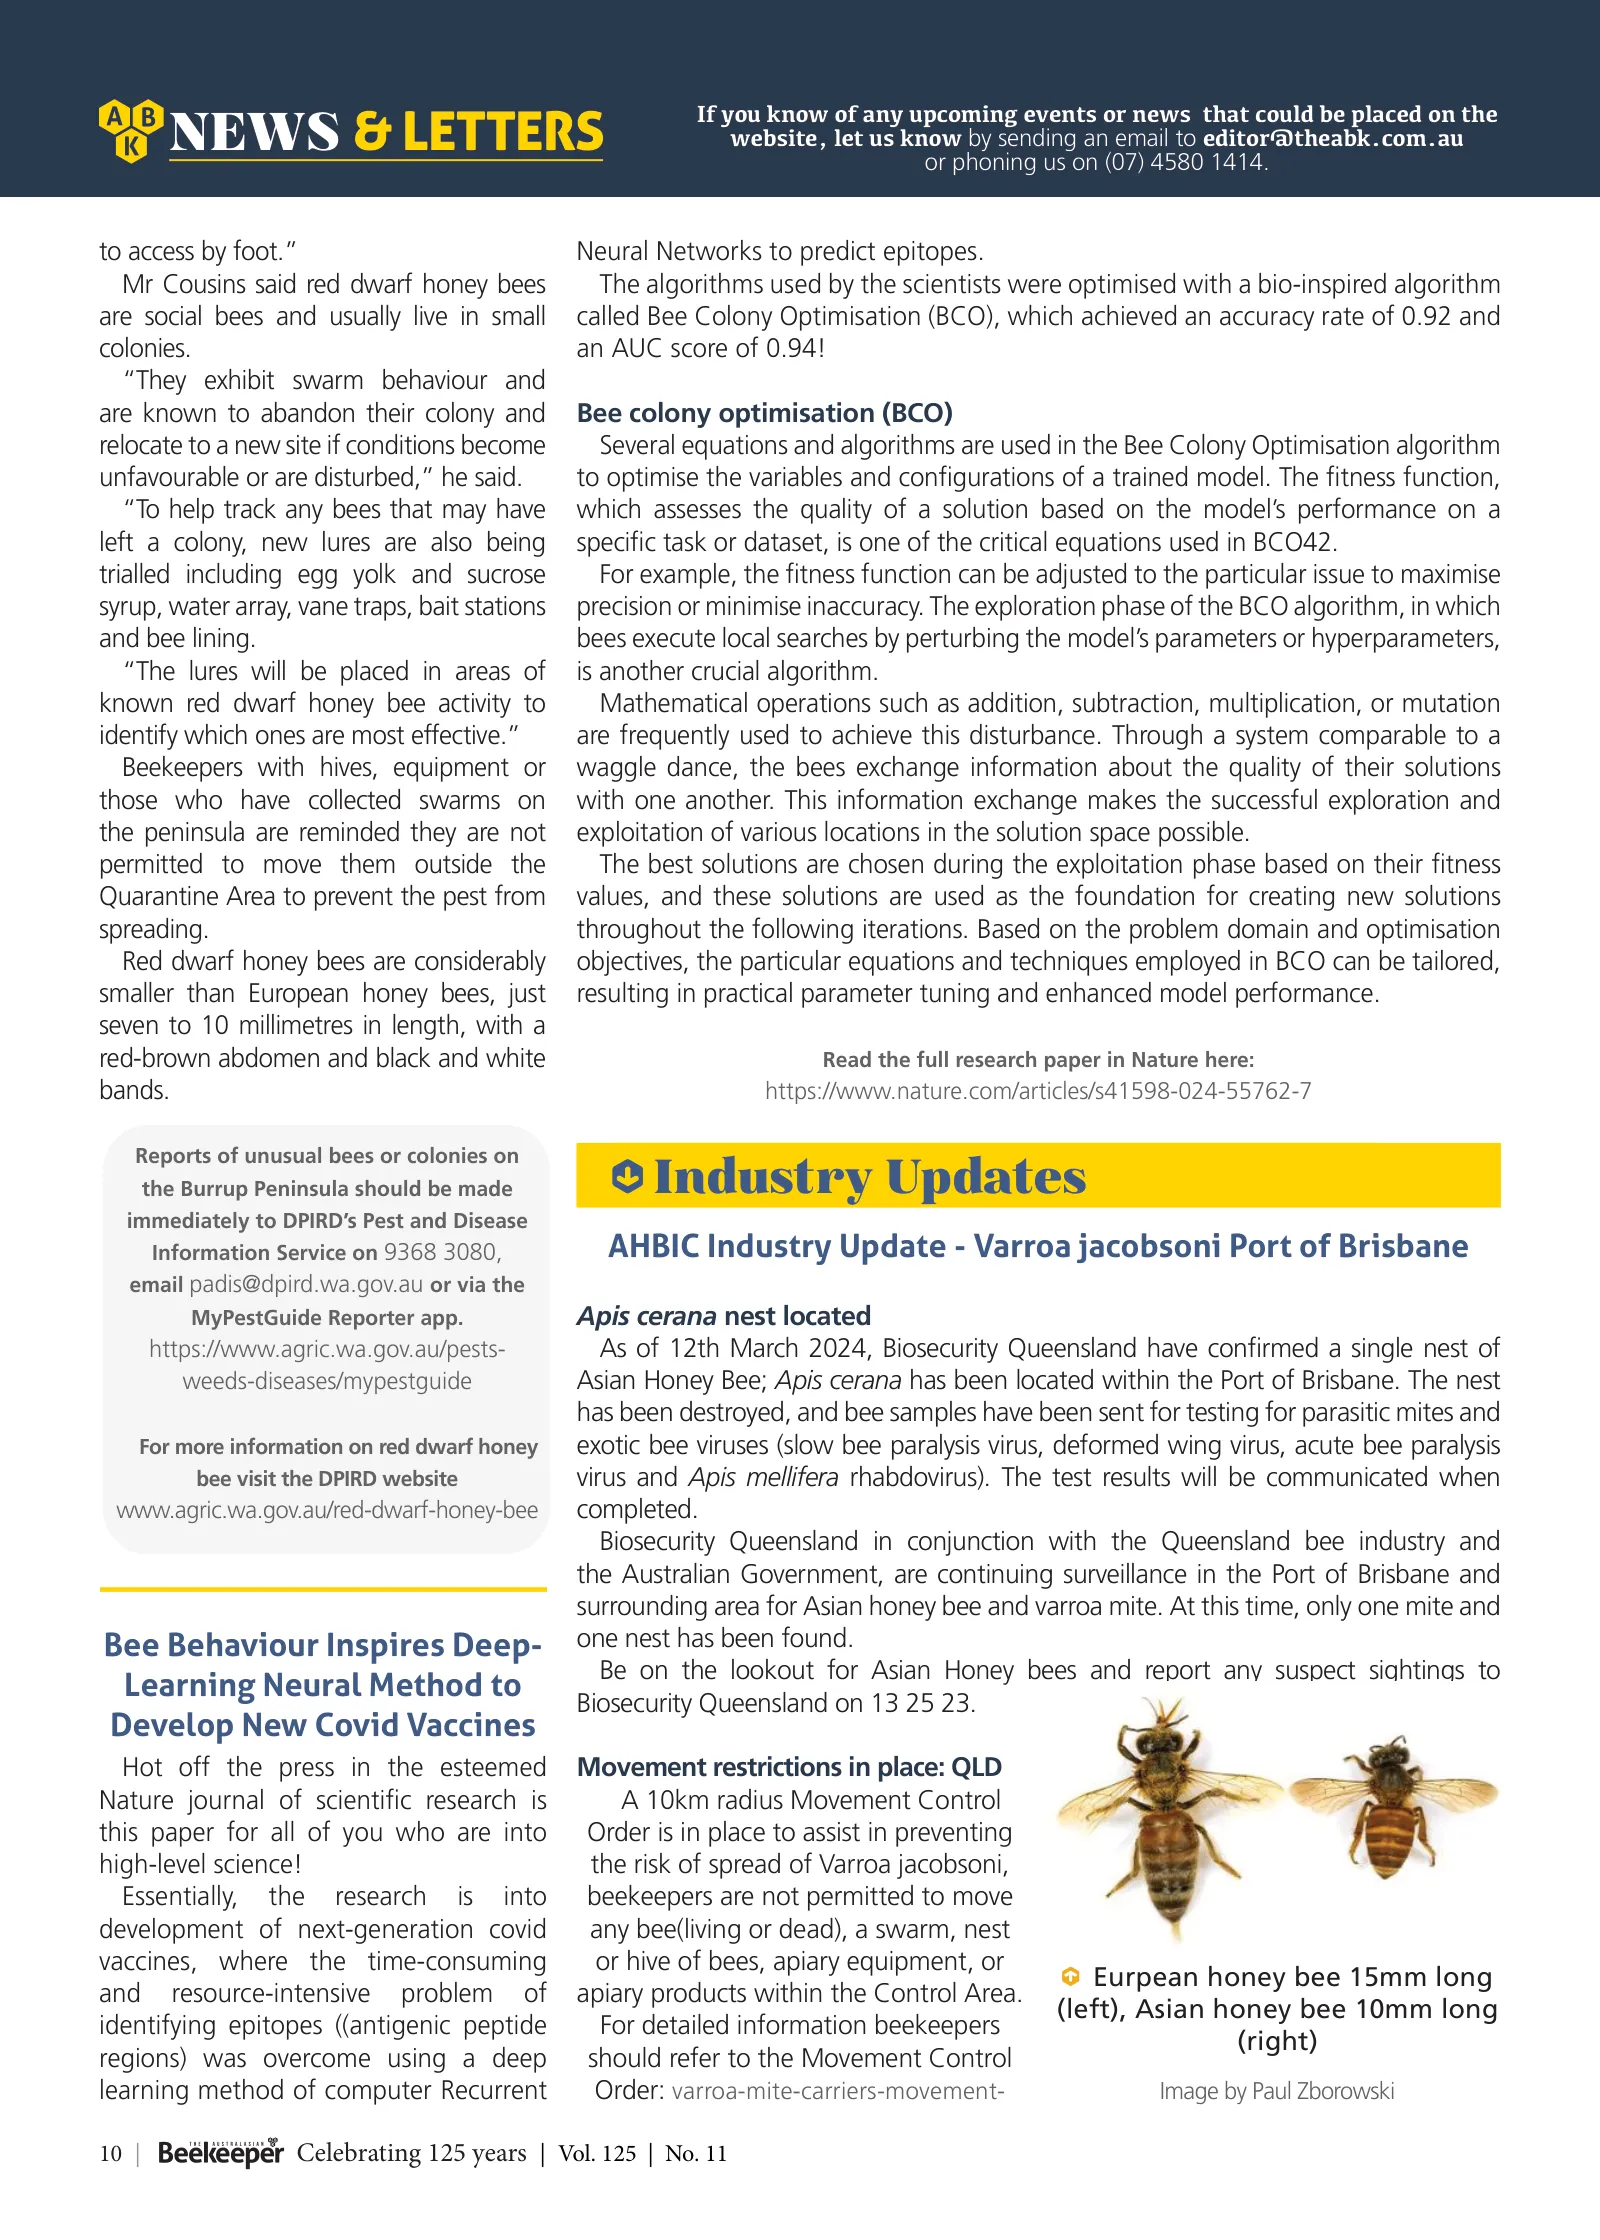 A B K NEWS & LETTERS
If you know of any upcoming events or news that could be placed on the
website, let us know by sending an email to editor@theabk.com.au
or phoning us on (07) 4580 1414.
to access by foot.”
Mr Cousins said red dwarf honey bees
are social bees and usually live in small
colonies.
“They exhibit swarm behaviour and
are known to abandon their colony and
relocate to a new site if conditions become
unfavourable or are disturbed,” he said.
“To help track any bees that may have
left a colony, new lures are also being
trialled including egg yolk and sucrose
syrup, water array, vane traps, bait stations
and bee lining.
“The lures will be placed in areas of
known red dwarf honey bee activity to
identify which ones are most effective.”
Beekeepers with hives, equipment or
those who have collected swarms on
the peninsula are reminded they are not
permitted to move them outside the
Quarantine Area to prevent the pest from
spreading.
Red dwarf honey bees are considerably
smaller than European honey bees, just
seven to 10 millimetres in length, with a
red-brown abdomen and black and white
bands.
Reports of unusual bees or colonies on
the Burrup Peninsula should be made
immediately to DPIRD’s Pest and Disease
Information Service on 9368 3080,
email padis@dpird.wa.gov.au or via the
MyPestGuide Reporter app.
https://www.agric.wa.gov.au/pests-
weeds-diseases/mypestguide
For more information on red dwarf honey
bee visit the DPIRD website
www.agric.wa.gov.au/red-dwarf-honey-bee
Bee Behaviour Inspires Deep-
Learning Neural Method to
Develop New Covid Vaccines
Hot off the press in the esteemed
Nature journal of scientific research is
this paper for all of you who are into
high-level science!
Essentially, the research is into
development of next-generation covid
vaccines, where the time-consuming
and resource-intensive problem of
identifying epitopes ((antigenic peptide
regions) was overcome using a deep
learning method of computer Recurrent
Neural Networks to predict epitopes.
The algorithms used by the scientists were optimised with a bio-inspired algorithm
called Bee Colony Optimisation (BCO), which achieved an accuracy rate of 0.92 and
an AUC score of 0.94!
Bee colony optimisation (BCO)
Several equations and algorithms are used in the Bee Colony Optimisation algorithm
to optimise the variables and configurations of a trained model. The fitness function,
which assesses the quality of a solution based on the model’s performance on a
specific task or dataset, is one of the critical equations used in BCO42.
For example, the fitness function can be adjusted to the particular issue to maximise
precision or minimise inaccuracy. The exploration phase of the BCO algorithm, in which
bees execute local searches by perturbing the model’s parameters or hyperparameters,
is another crucial algorithm.
Mathematical operations such as addition, subtraction, multiplication, or mutation
are frequently used to achieve this disturbance. Through a system comparable to a
waggle dance, the bees exchange information about the quality of their solutions
with one another. This information exchange makes the successful exploration and
exploitation of various locations in the solution space possible.
The best solutions are chosen during the exploitation phase based on their fitness
values, and these solutions are used as the foundation for creating new solutions
throughout the following iterations. Based on the problem domain and optimisation
objectives, the particular equations and techniques employed in BCO can be tailored,
resulting in practical parameter tuning and enhanced model performance.
Read the full research paper in Nature here:
https://www.nature.com/articles/s41598-024-55762-7
Industry Updates
AHBIC Industry Update - Varroa jacobsoni Port of Brisbane
Apis cerana nest located
As of 12th March 2024, Biosecurity Queensland have confirmed a single nest of
Asian Honey Bee; Apis cerana has been located within the Port of Brisbane. The nest
has been destroyed, and bee samples have been sent for testing for parasitic mites and
exotic bee viruses (slow bee paralysis virus, deformed wing virus, acute bee paralysis
virus and Apis mellifera rhabdovirus). The test results will be communicated when
completed.
Biosecurity Queensland in conjunction with the Queensland bee industry and
the Australian Government, are continuing surveillance in the Port of Brisbane and
surrounding area for Asian honey bee and varroa mite. At this time, only one mite and
one nest has been found.
Be on the lookout for Asian Honey bees and report any suspect sightings to
Biosecurity Queensland on 13 25 23.
Movement restrictions in place: QLD
A 10km radius Movement Control
Order is in place to assist in preventing
the risk of spread of Varroa jacobsoni,
beekeepers are not permitted to move
any bee(living or dead), a swarm, nest
or hive of bees, apiary equipment, or
apiary products within the Control Area.
For detailed information beekeepers
should refer to the Movement Control
Order: varroa-mite-carriers-movement-
Eurpean honey bee 15mm long
(left), Asian honey bee 10mm long
(right)
Image by Paul Zborowski
10 | THE AUSTRALASIAN Beekeeper Celebrating 125 years | Vol. 125 | No. 11